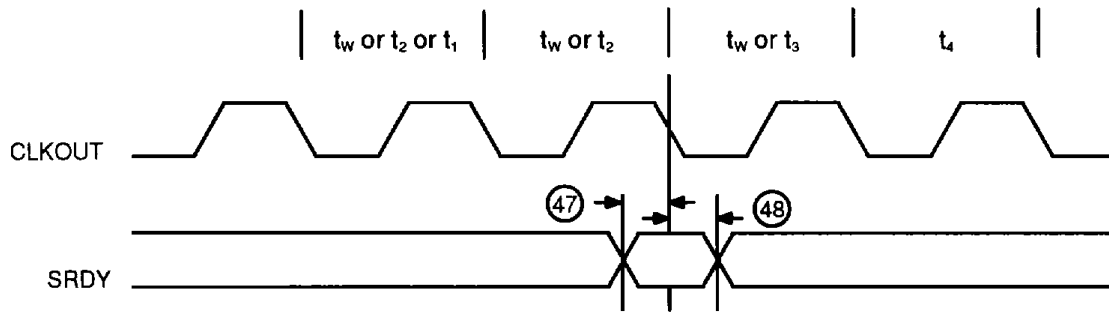 tW or t2 or t1
tW or t2
tW or t3
t4
CLKOUT
47
48
SRDY